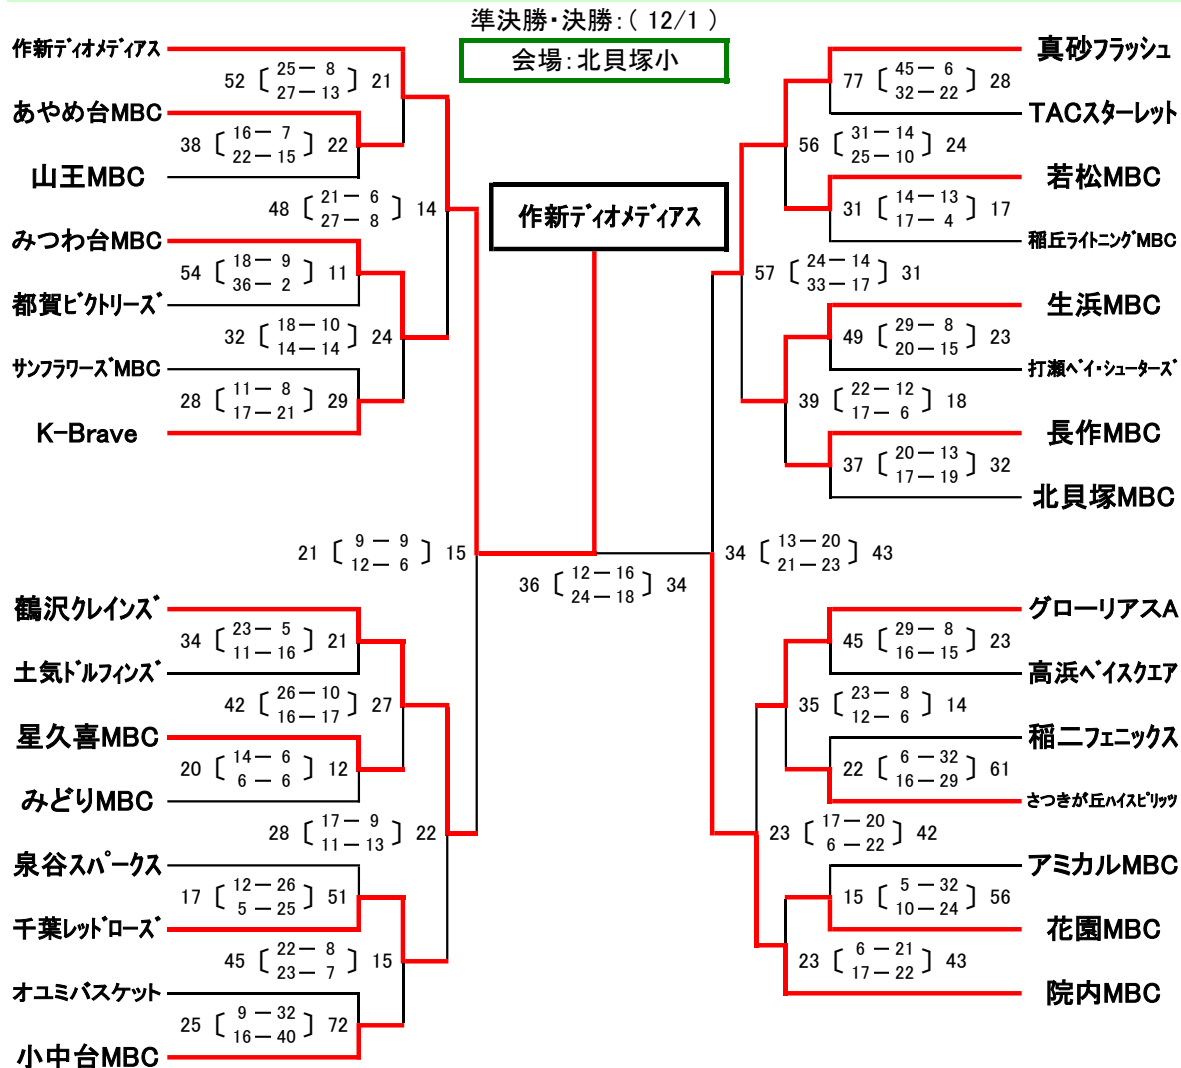 準決勝・決勝：( 12/1 )
会場：北貝塚小
作新ディオメディアス
作新ディオメディアス
52 〔 25 － 8 〕 21
27 － 13
あやめ台MBC
38 〔 16 － 7 〕 22
22 － 15
山王MBC
48 〔 21 － 6 〕 14
27 － 8
みつわ台MBC
54 〔 18 － 9 〕 11
36 － 2
都賀ビクトリーズ
32 〔 18 － 10 〕 24
14 － 14
サンフラワーズMBC
28 〔 11 － 8 〕 29
17 － 21
K-Brave
21 〔 9 － 9 〕 15
12 － 6
鶴沢クレインズ
34 〔 23 － 5 〕 21
11 － 16
土気ドルフィンズ
42 〔 26 － 10 〕 27
16 － 17
星久喜MBC
20 〔 14 － 6 〕 12
6 － 6
みどりMBC
28 〔 17 － 9 〕 22
11 － 13
泉谷スパークス
17 〔 12 － 26 〕 51
5 － 25
千葉レッドローズ
45 〔 22 － 8 〕 15
23 － 7
オユミバスケット
25 〔 9 － 32 〕 72
16 － 40
小中台MBC
36 〔 12 － 16 〕 34
24 － 18
真砂フラッシュ
77 〔 45 － 6 〕 28
32 － 22
TACスターレット
56 〔 31 － 14 〕 24
25 － 10
若松MBC
31 〔 14 － 13 〕 17
17 － 4
稲丘ライトニングMBC
57 〔 24 － 14 〕 31
33 － 17
生浜MBC
49 〔 29 － 8 〕 23
20 － 15
打瀬ベイ・シューターズ
39 〔 22 － 12 〕 18
17 － 6
長作MBC
37 〔 20 － 13 〕 32
17 － 19
北貝塚MBC
34 〔 13 － 20 〕 43
21 － 23
グローリアスA
45 〔 29 － 8 〕 23
16 － 15
高浜ベイスクエア
35 〔 23 － 8 〕 14
12 － 6
稲二フェニックス
22 〔 6 － 32 〕 61
16 － 29
さつきが丘ハイスピリッツ
23 〔 17 － 20 〕 42
6 － 22
アミカルMBC
15 〔 5 － 32 〕 56
10 － 24
花園MBC
23 〔 6 － 21 〕 43
17 － 22
院内MBC